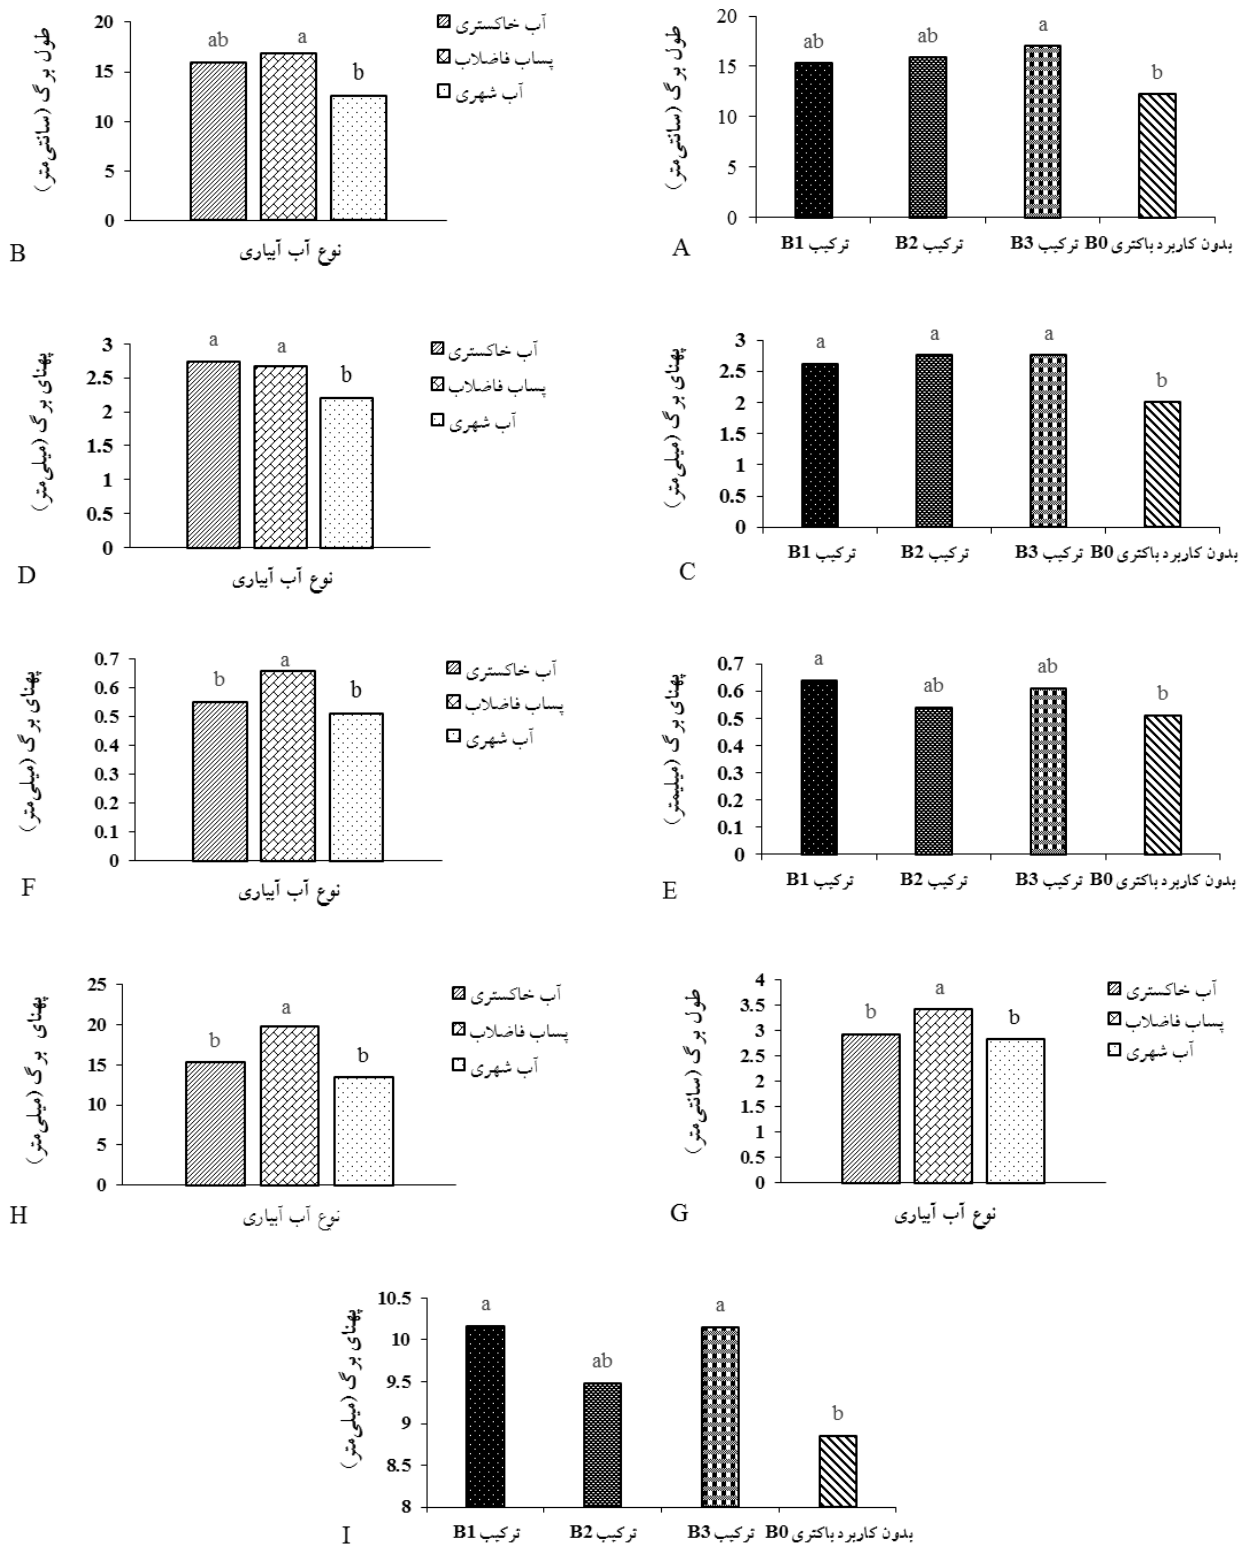 طول برگ (سانتی‌متر)
20
15
10
5
0
ab
ab
a
b
ترکیب B1
ترکیب B2
ترکیب B3
بدون کاربرد باکتری B0
A
طول برگ (سانتی‌متر)
20
15
10
5
0
ab
a
b
آب خاکستری
پساب فاضلاب
آب شهری
نوع آب آبیاری
B
پهنای برگ (میلی‌متر)
3
2.5
2
1.5
1
0.5
0
a
a
a
b
ترکیب B1
ترکیب B2
ترکیب B3
بدون کاربرد باکتری B0
C
پهنای برگ (میلی‌متر)
3
2.5
2
1.5
1
0.5
0
a
a
b
آب خاکستری
پساب فاضلاب
آب شهری
نوع آب آبیاری
D
پهنای برگ (میلیمتر)
0.7
0.6
0.5
0.4
0.3
0.2
0.1
0
a
ab
ab
b
ترکیب B1
ترکیب B2
ترکیب B3
بدون کاربرد باکتری B0
E
پهنای برگ (میلی‌متر)
0.7
0.6
0.5
0.4
0.3
0.2
0.1
0
b
a
b
آب خاکستری
پساب فاضلاب
آب شهری
نوع آب آبیاری
F
طول برگ (سانتی‌متر)
4
3.5
3
2.5
2
1.5
1
0.5
0
b
a
b
آب خاکستری
پساب فاضلاب
آب شهری
نوع آب آبیاری
G
پهنای برگ (میلی‌متر)
25
20
15
10
5
0
b
a
b
آب خاکستری
پساب فاضلاب
آب شهری
نوع آب آبیاری
H
پهنای برگ (میلی‌متر)
10.5
10
9.5
9
8.5
8
a
ab
a
b
ترکیب B1
ترکیب B2
ترکیب B3
بدون کاربرد باکتری B0
I